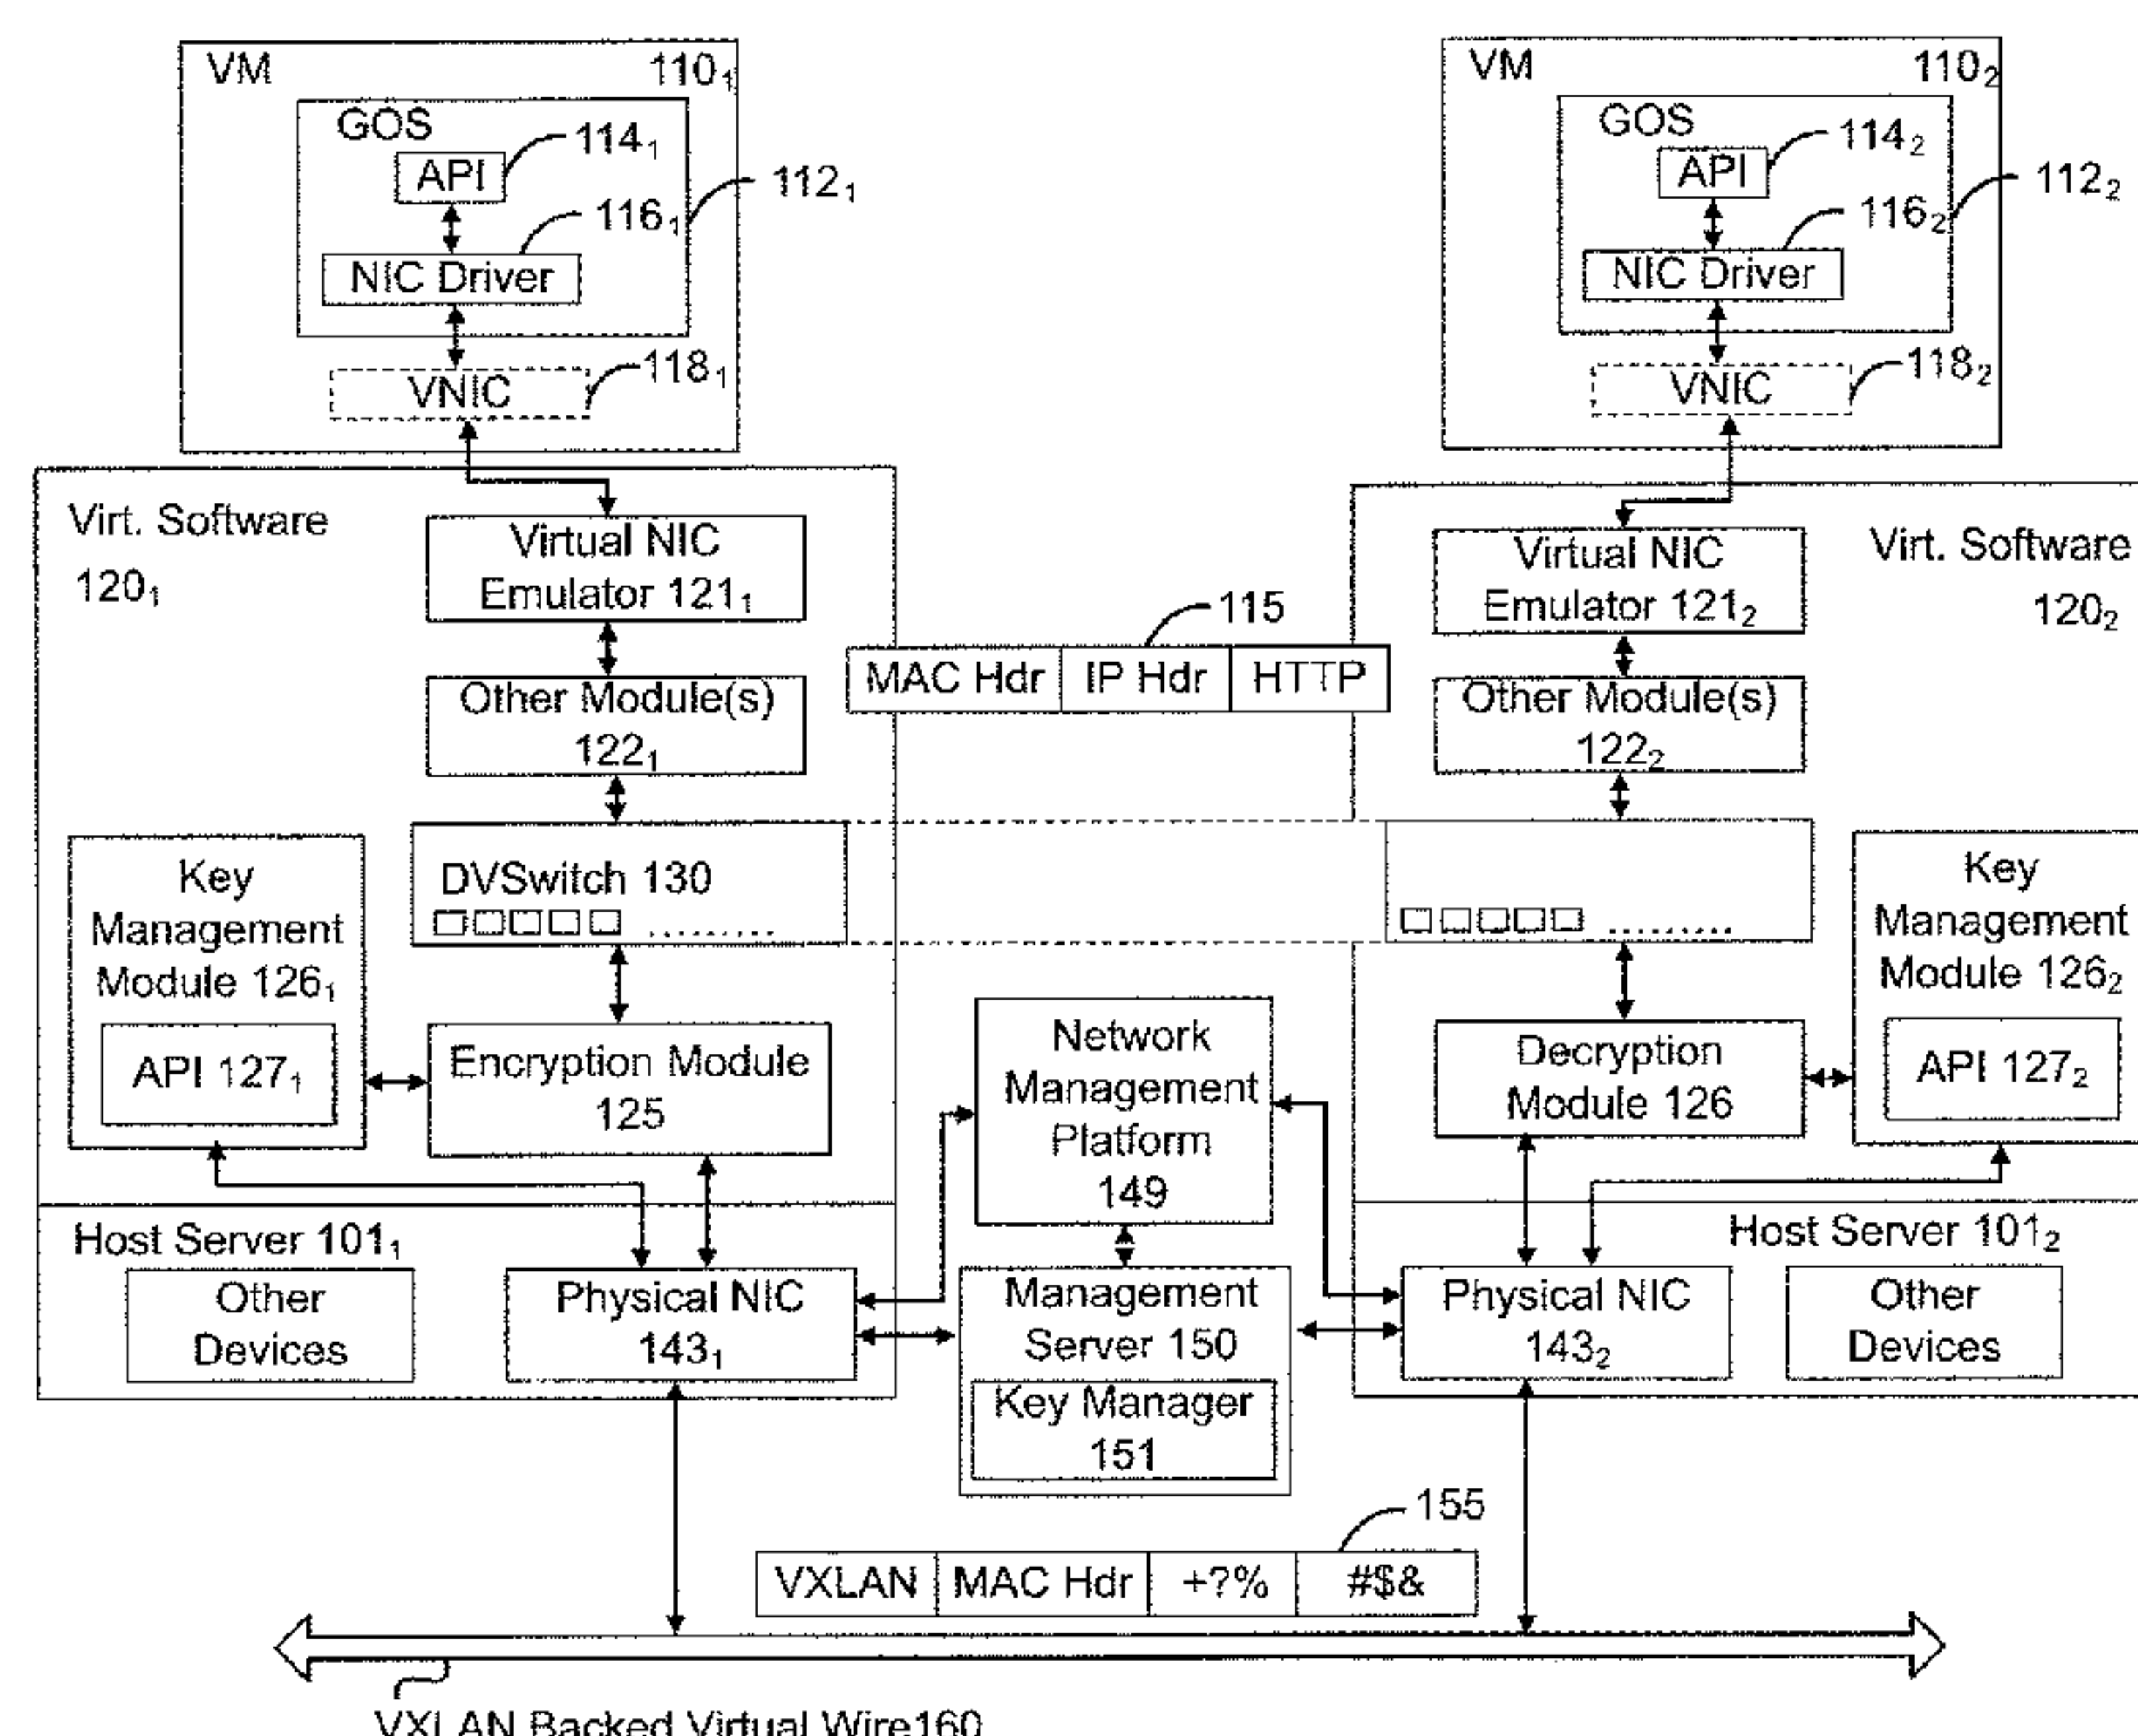 VM
110₁
GOS
114₁
API
112₁
116₁
NIC Driver
118₁
VNIC
VM
110₂
GOS
114₂
API
112₂
116₂
NIC Driver
118₂
VNIC
Virt. Software
120₁
Virtual NIC
Emulator 121₁
Other Module(s)
122₁
DVSwitch 130
Key
Management
Module 126₁
API 127₁
Encryption Module
125
Host Server 101₁
Other
Devices
Physical NIC
143₁
115
MAC Hdr
IP Hdr
HTTP
Network
Management
Platform
149
Management
Server 150
Key Manager
151
Virt. Software
120₂
Virtual NIC
Emulator 121₂
Other Module(s)
122₂
Key
Management
Module 126₂
API 127₂
Decryption
Module 126
Host Server 101₂
Physical NIC
143₂
Other
Devices
155
VXLAN
MAC Hdr
+?%
#$&
VXLAN Backed Virtual Wire160